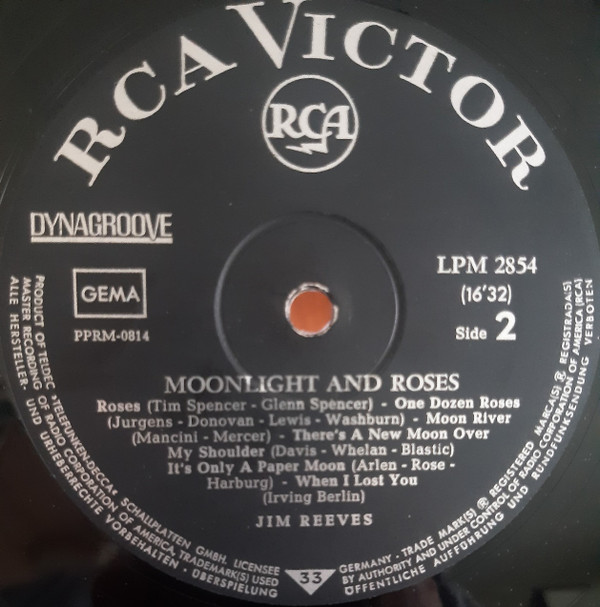 RCA VICTOR
RCA
DYNAGROOVE
GEMA
PPRM-0814
LPM 2854
(16'32)
Side 2
MOONLIGHT AND ROSES
Roses (Tim Spencer - Glenn Spencer) - One Dozen Roses
(Jurgens - Donovan - Lewis - Washburn) - Moon River
(Mancini - Mercer) - There's A New Moon Over
My Shoulder (Davis - Whelan - Blastic)
It's Only A Paper Moon (Arlen - Rose -
Harburg) - When I Lost You
(Irving Berlin)
JIM REEVES
PRODUCT OF TELDEC »TELEFUNKEN-DECCA« SCHALLPLATTEN GMBH. LICENSEE
MASTER RECORDING OF RADIO CORPORATION OF AMERICA. TRADEMARK(S) USED
ALLE HERSTELLER- UND URHEBERRECHTE VORBEHALTEN · ÜBERSPIELUNG
33
GERMANY - TRADE MARK(S) ® REGISTERED MARCA(S) ® REGISTRADA(S)
BY AUTHORITY AND UNDER CONTROL OF RADIO CORPORATION OF AMERICA (RCA)
ÖFFENTLICHE AUFFÜHRUNG UND RUNDFUNKSENDUNG VERBOTEN